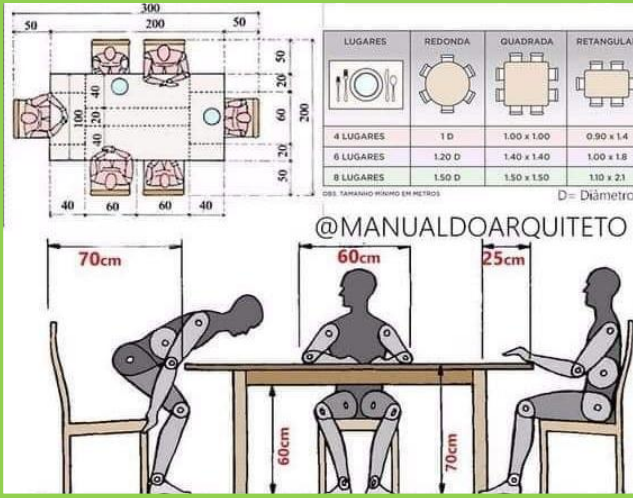 300
50 200 50
50
20
60
20
50
200
40
20
40
100
40 60 60 40
LUGARES REDONDA QUADRADA RETANGULA
4 LUGARES 1 D 1.00 x 1.00 0.90 x 1.4
6 LUGARES 1.20 D 1.40 x 1.40 1.00 x 1.8
8 LUGARES 1.50 D 1.50 x 1.50 1.10 x 2.1
OBS. TAMANHO MÍNIMO EM METROS D= Diâmetro
@MANUALDOARQUITETO
70cm 60cm 25cm
60cm 70cm